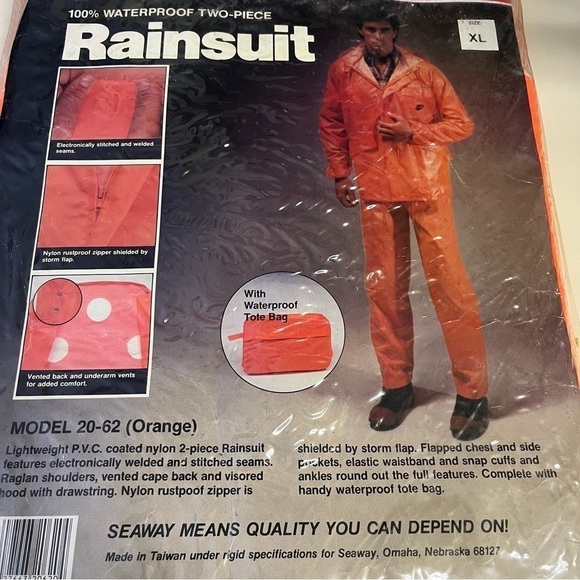 100% WATERPROOF TWO-PIECE
Rainsuit
SIZE:
XL
Electronically stitched and welded
seams.
Nylon rustproof zipper shielded by
storm flap.
Vented back and underarm vents
for added comfort.
With
Waterproof
Tote Bag
MODEL 20-62 (Orange)
Lightweight P.V.C. coated nylon 2-piece Rainsuit
features electronically welded and stitched seams.
Raglan shoulders, vented cape back and visored
hood with drawstring. Nylon rustpoof zipper is
shielded by storm flap. Flapped chest and side
pockets, elastic waistband and snap cuffs and
ankles round out the full features. Complete with
handy waterproof tote bag.
SEAWAY MEANS QUALITY YOU CAN DEPEND ON!
Made in Taiwan under rigid specifications for Seaway, Omaha, Nebraska 68127